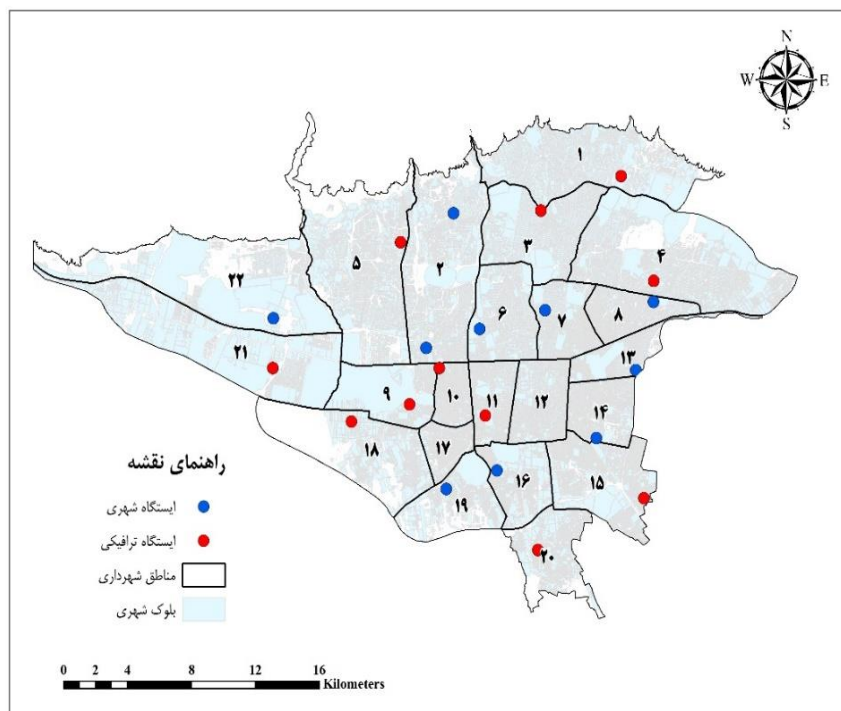 N
W E
S
۱
۳
۵
۲
۴
۲۲
۶
۷
۸
۲۱
۱۳
۹
۱۰
۱۱
۱۲
۱۴
۱۸
۱۷
۱۶
۱۵
۱۹
۲۰
راهنمای نقشه
ایستگاه شهری
ایستگاه ترافیکی
مناطق شهرداری
بلوک شهری
0 2 4 8 12 16
Kilometers